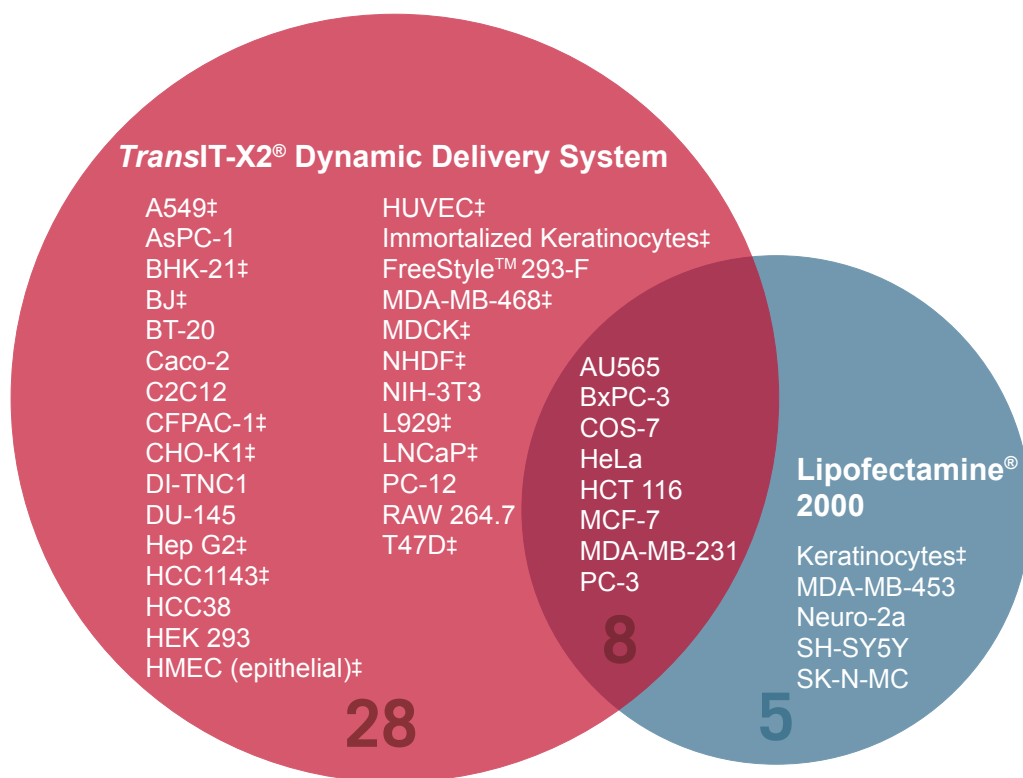 TransIT-X2® Dynamic Delivery System
A549‡
AsPC-1
BHK-21‡
BJ‡
BT-20
Caco-2
C2C12
CFPAC-1‡
CHO-K1‡
DI-TNC1
DU-145
Hep G2‡
HCC1143‡
HCC38
HEK 293
HMEC (epithelial)‡
HUVEC‡
Immortalized Keratinocytes‡
FreeStyle™ 293-F
MDA-MB-468‡
MDCK‡
NHDF‡
NIH-3T3
L929‡
LNCaP‡
PC-12
RAW 264.7
T47D‡
28
AU565
BxPC-3
COS-7
HeLa
HCT 116
MCF-7
MDA-MB-231
PC-3
8
Lipofectamine®
2000
Keratinocytes‡
MDA-MB-453
Neuro-2a
SH-SY5Y
SK-N-MC
5